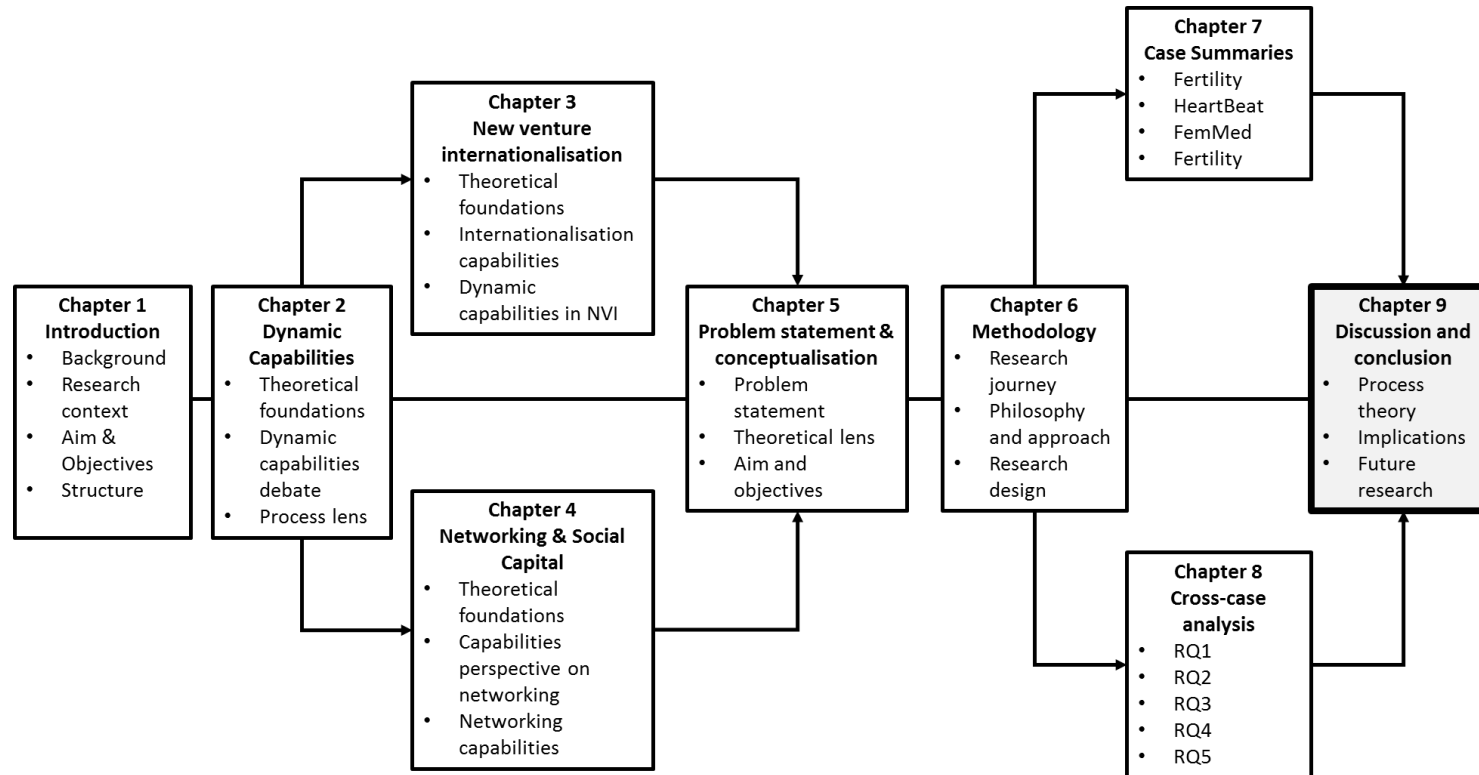 Chapter 1
Introduction
• Background
• Research
context
• Aim &
Objectives
• Structure
Chapter 2
Dynamic
Capabilities
• Theoretical
foundations
• Dynamic
capabilities
debate
• Process lens
Chapter 3
New venture
internationalisation
• Theoretical
foundations
• Internationalisation
capabilities
• Dynamic
capabilities in NVI
Chapter 4
Networking & Social
Capital
• Theoretical
foundations
• Capabilities
perspective on
networking
• Networking
capabilities
Chapter 5
Problem statement &
conceptualisation
• Problem
statement
• Theoretical lens
• Aim and
objectives
Chapter 6
Methodology
• Research
journey
• Philosophy
and approach
• Research
design
Chapter 7
Case Summaries
• Fertility
• HeartBeat
• FemMed
• Fertility
Chapter 8
Cross-case
analysis
• RQ1
• RQ2
• RQ3
• RQ4
• RQ5
Chapter 9
Discussion and
conclusion
• Process
theory
• Implications
• Future
research